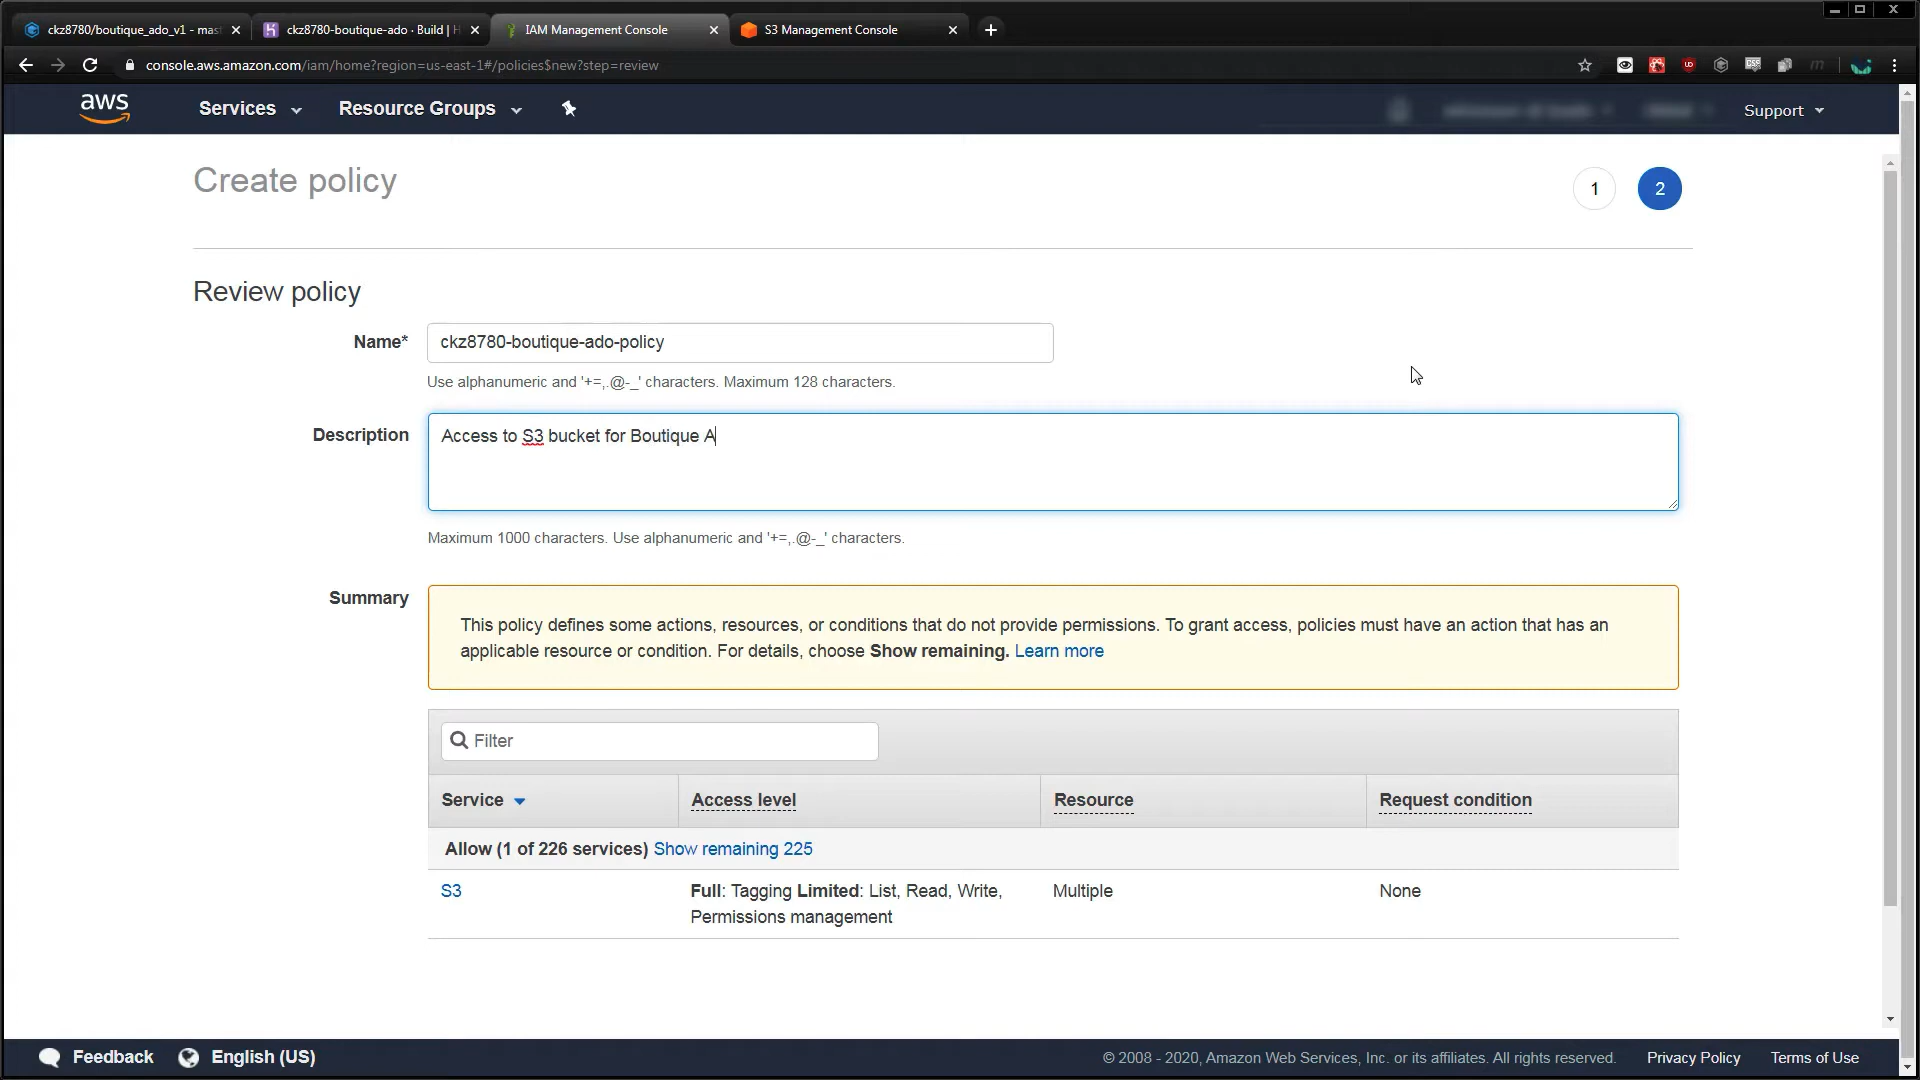 ckz8780/boutique_ado_v1 - mast
ckz8780-boutique-ado · Build | H
IAM Management Console
S3 Management Console
console.aws.amazon.com/iam/home?region=us-east-1#/policies$new?step=review
aws
Services
Resource Groups
Support
Create policy
1
2
Review policy
Name*
ckz8780-boutique-ado-policy
Use alphanumeric and '+=,.@-_' characters. Maximum 128 characters.
Description
Access to S3 bucket for Boutique A
Maximum 1000 characters. Use alphanumeric and '+=,.@-_' characters.
Summary
This policy defines some actions, resources, or conditions that do not provide permissions. To grant access, policies must have an action that has an
applicable resource or condition. For details, choose Show remaining. Learn more
Filter
Service
Access level
Resource
Request condition
Allow (1 of 226 services) Show remaining 225
S3
Full: Tagging Limited: List, Read, Write,
Permissions management
Multiple
None
Feedback
English (US)
© 2008 - 2020, Amazon Web Services, Inc. or its affiliates. All rights reserved.
Privacy Policy
Terms of Use